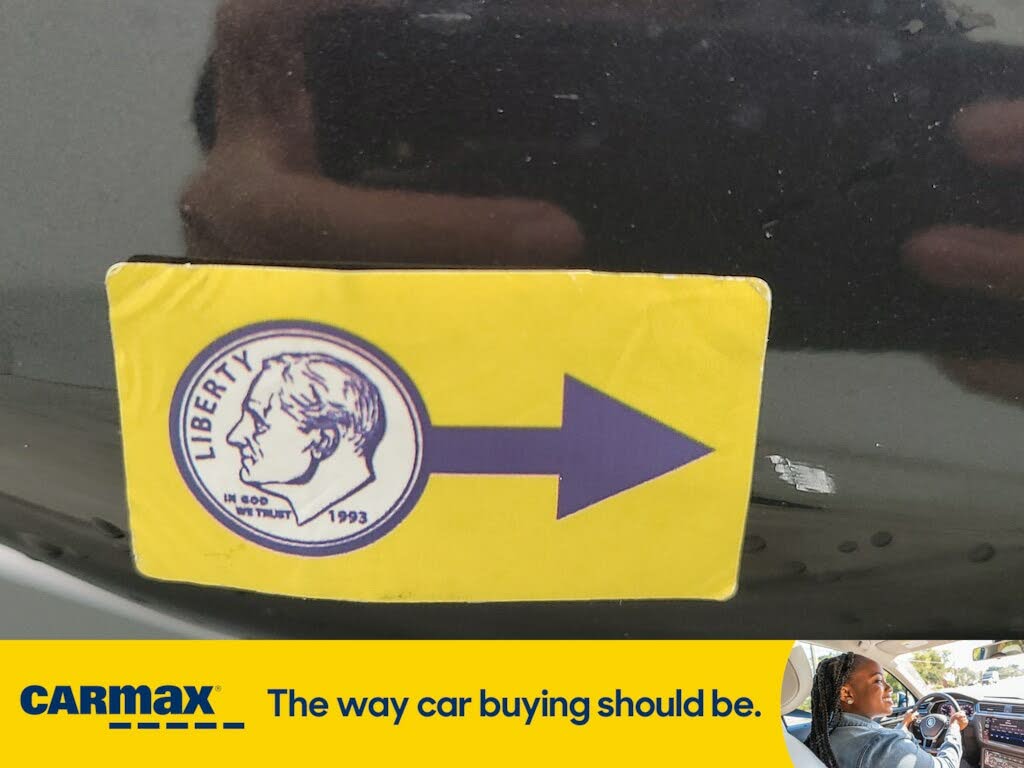 LIBERTY
IN GOD
WE TRUST
1993
CARMAX
The way car buying should be.